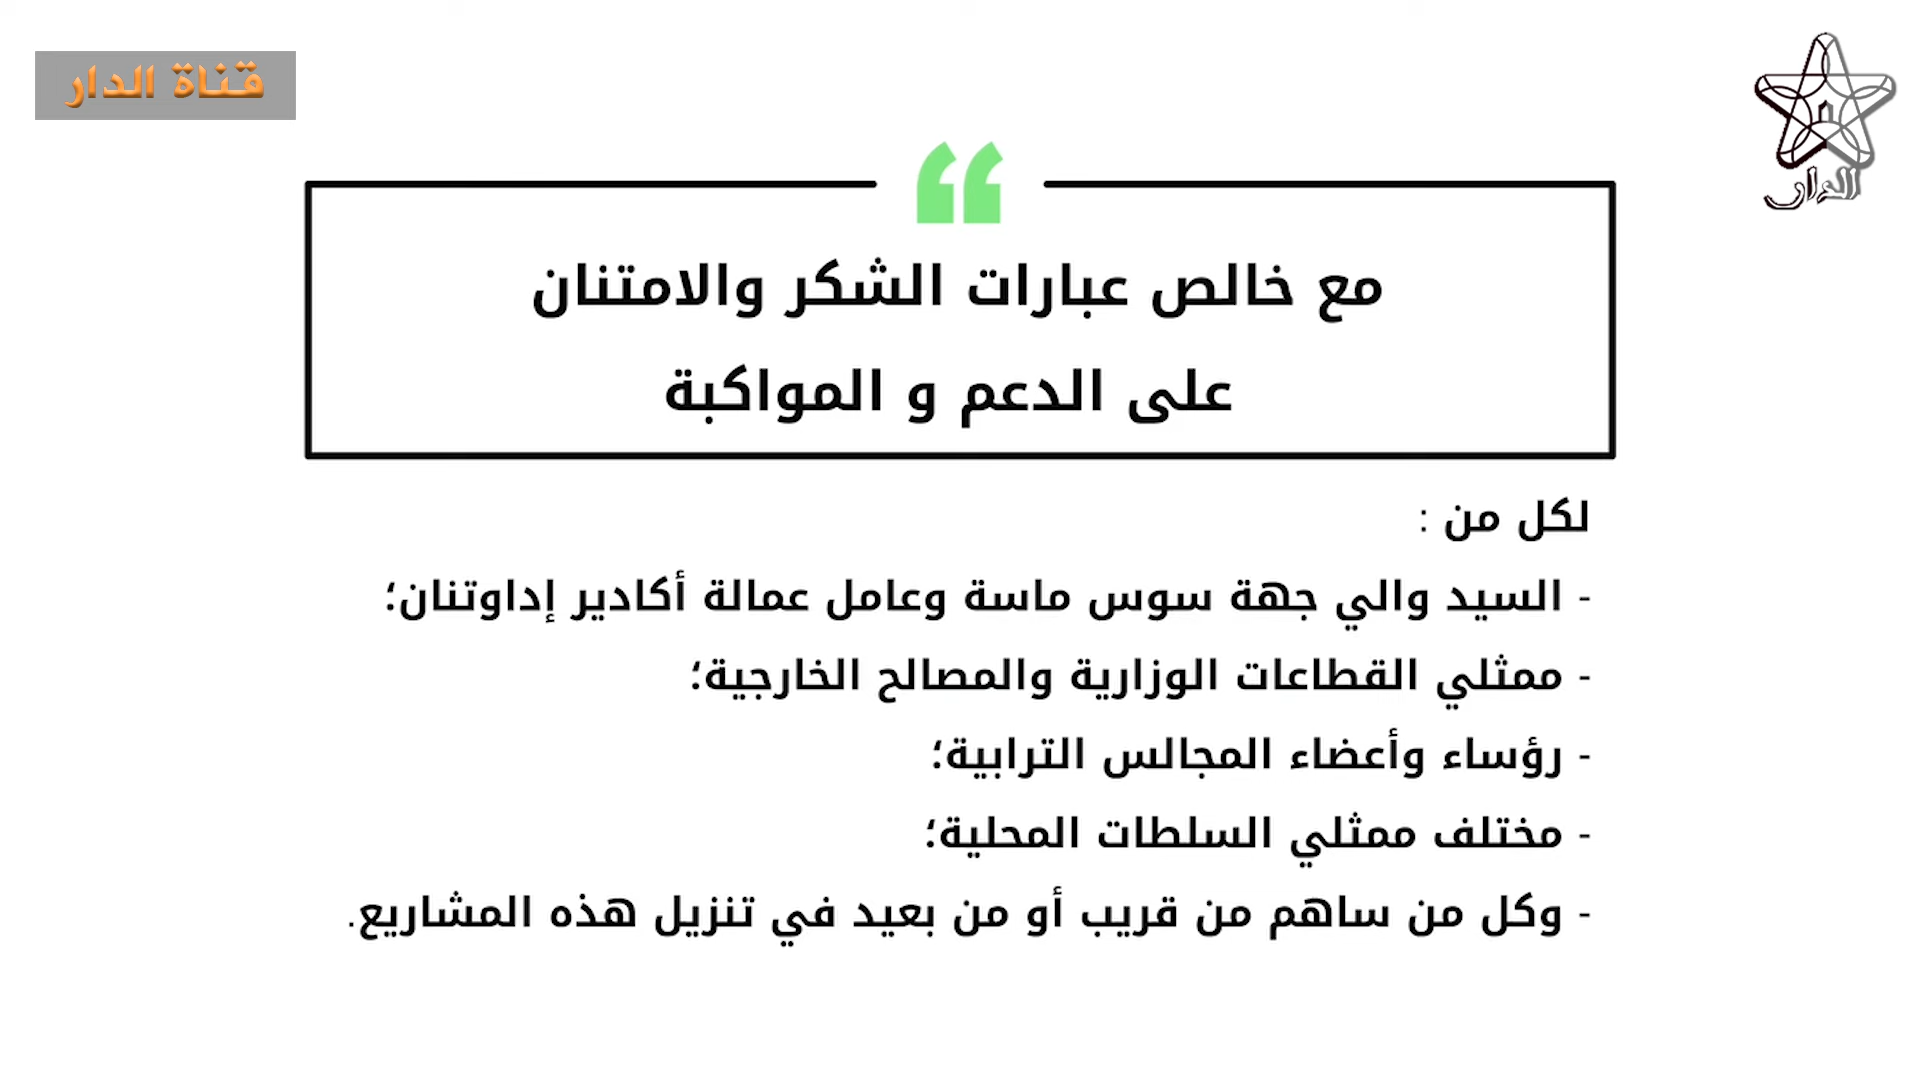 قناة الدار
الدار
مع خالص عبارات الشكر والامتنان
على الدعم و المواكبة
لكل من :
- السيد والي جهة سوس ماسة وعامل عمالة أكادير إداوتنان؛
- ممثلي القطاعات الوزارية والمصالح الخارجية؛
- رؤساء وأعضاء المجالس الترابية؛
- مختلف ممثلي السلطات المحلية؛
- وكل من ساهم من قريب أو من بعيد في تنزيل هذه المشاريع.